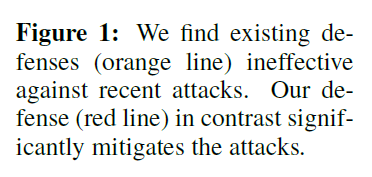 Figure 1: We find existing de-
fenses (orange line) ineffective
against recent attacks. Our de-
fense (red line) in contrast signif-
icantly mitigates the attacks.